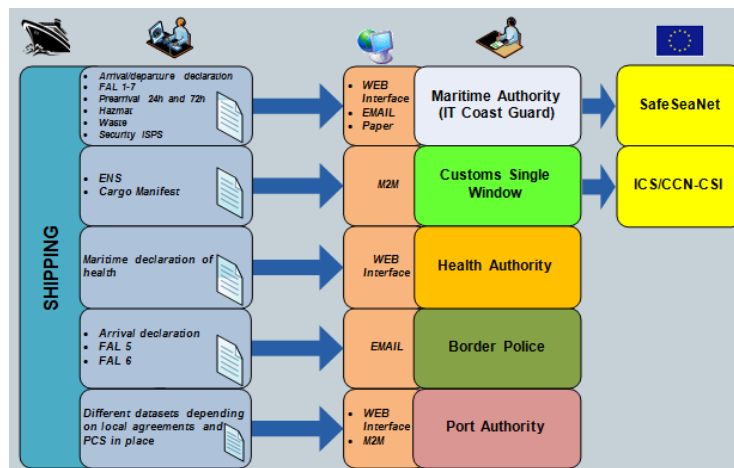 SHIPPING
• Arrival/departure declaration
• FAL 1-7
• Prearrival 24h and 72h
• Hazmat
• Waste
• Security ISPS
• WEB
Interface
• EMAIL
• Paper
Maritime Authority
(IT Coast Guard)
SafeSeaNet
• ENS
• Cargo Manifest
M2M
Customs Single
Window
ICS/CCN-CSI
Maritime declaration of
health
WEB
Interface
Health Authority
• Arrival declaration
• FAL 5
• FAL 6
EMAIL
Border Police
Different datasets depending
on local agreements and
PCS in place
• WEB
Interface
• M2M
Port Authority